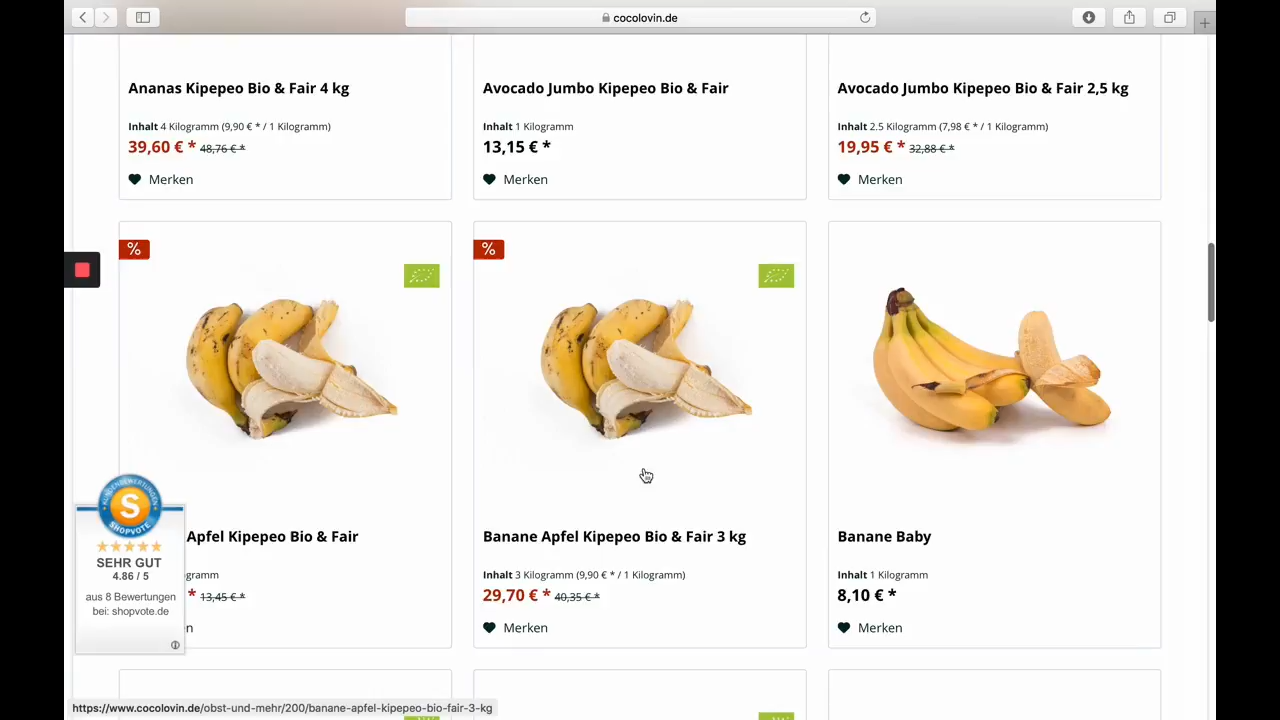 cocolovin.de
Ananas Kipepeo Bio & Fair 4 kg
Inhalt 4 Kilogramm (9,90 € * / 1 Kilogramm)
39,60 € * 48,76 € *
Merken
Avocado Jumbo Kipepeo Bio & Fair
Inhalt 1 Kilogramm
13,15 € *
Merken
Avocado Jumbo Kipepeo Bio & Fair 2,5 kg
Inhalt 2.5 Kilogramm (7,98 € * / 1 Kilogramm)
19,95 € * 32,88 € *
Merken
%
Apfel Kipepeo Bio & Fair
* 13,45 € *
%
Banane Apfel Kipepeo Bio & Fair 3 kg
Inhalt 3 Kilogramm (9,90 € * / 1 Kilogramm)
29,70 € * 40,35 € *
Merken
Banane Baby
Inhalt 1 Kilogramm
8,10 € *
Merken
KUNDENBEWERTUNGEN
S
SHOPVOTE
SEHR GUT
4.86 / 5
aus 8 Bewertungen
bei: shopvote.de
https://www.cocolovin.de/obst-und-mehr/200/banane-apfel-kipepeo-bio-fair-3-kg